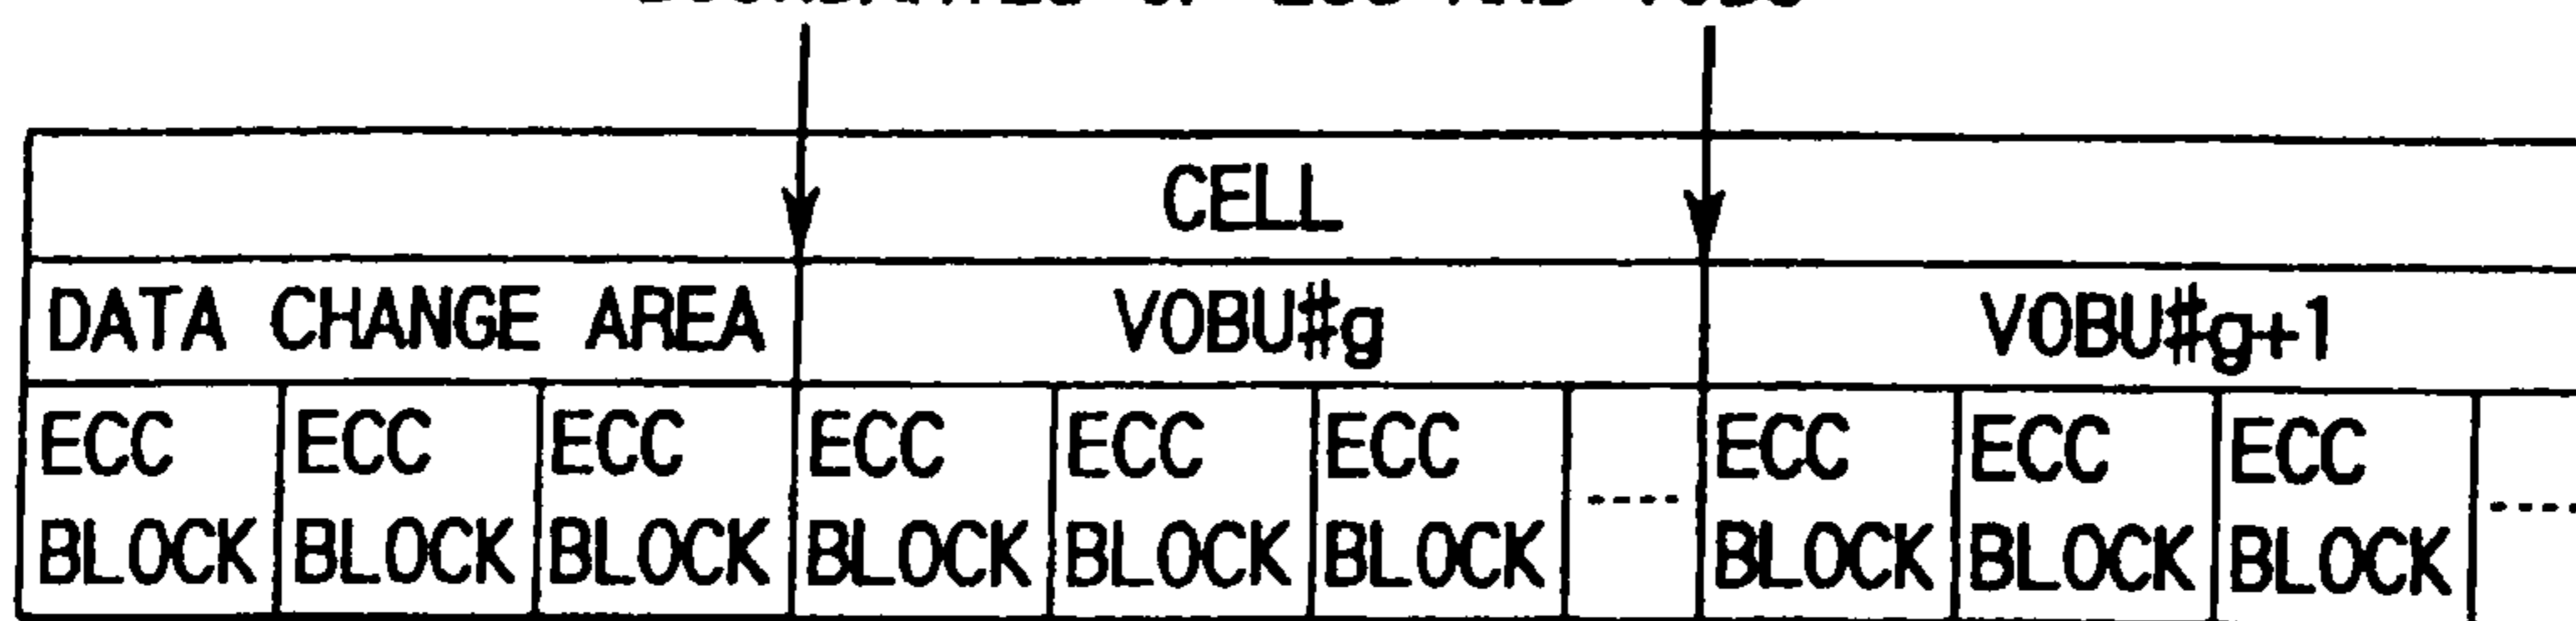 CELL
DATA CHANGE AREA VOBU#g VOBU#g+1
ECC ECC ECC ECC ECC ECC ECC ECC ECC
BLOCK BLOCK BLOCK BLOCK BLOCK BLOCK ---- BLOCK BLOCK BLOCK ----